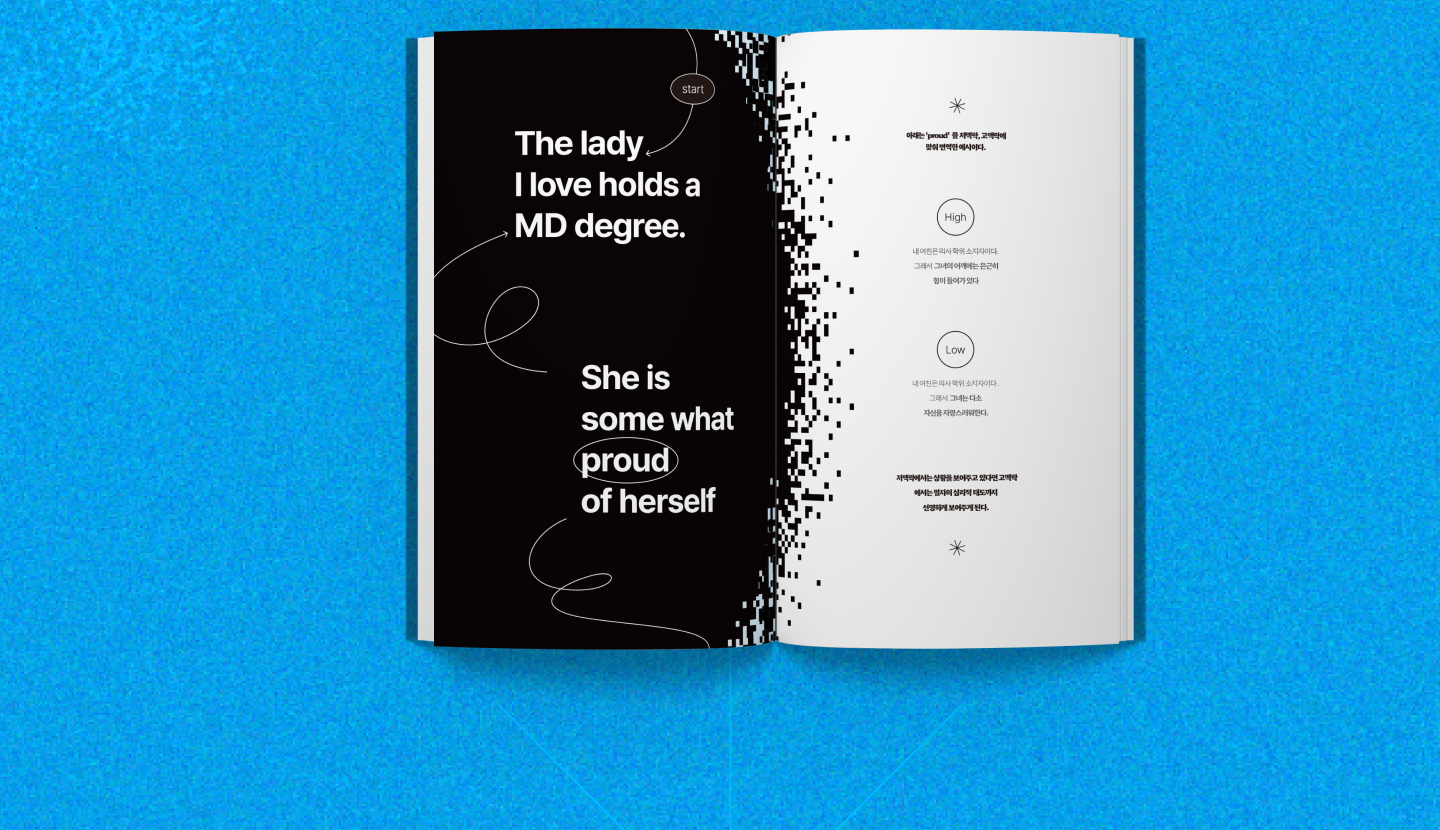 start
The lady
I love holds a
MD degree.
She is
some what
proud
of herself
아래는 'proud' 를 저맥락, 고맥락에
맞춰 번역한 예시이다.
High
내 여친은 의사 학위 소지자이다.
그래서 그녀의 어깨에는 은근히
힘이 들어가 있다
Low
내 여친은 의사 학위 소지자이다.
그래서 그녀는 다소
자신을 자랑스러워한다.
저맥락에서는 상황을 보여주고 있다면 고맥락
에서는 필자의 심리적 태도까지
선명하게 보여주게 된다.